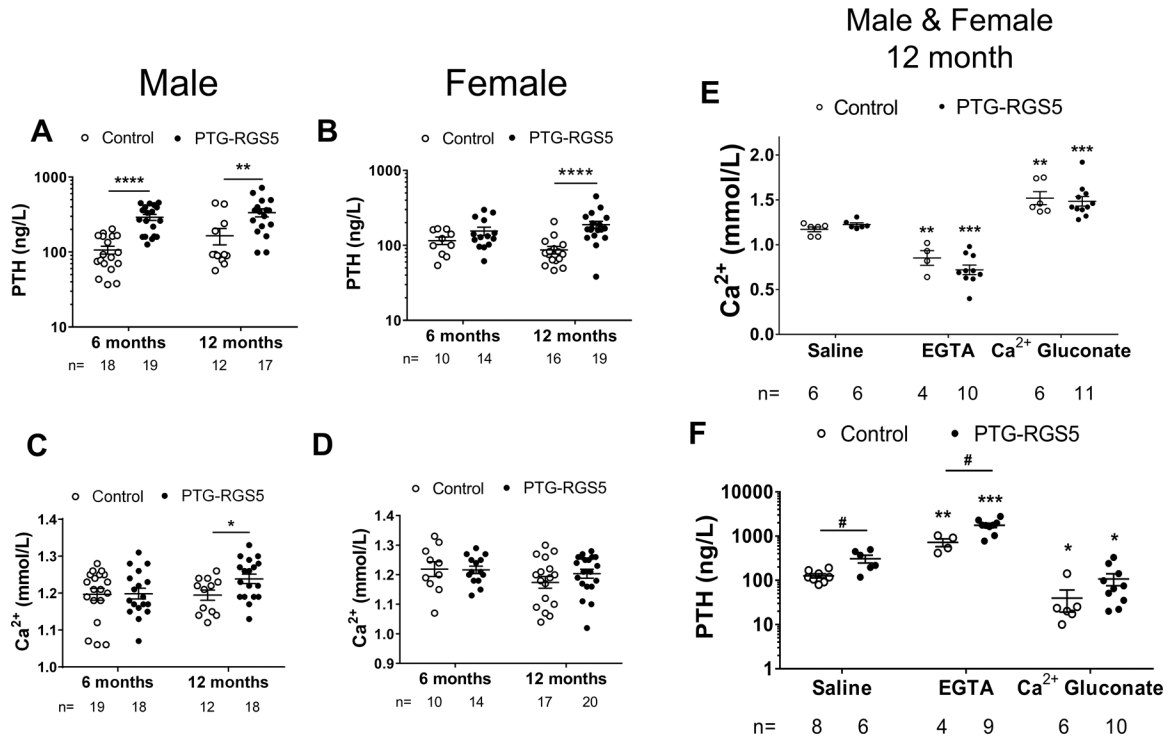 Male & Female
12 month
Male
Female
A
Control
PTG-RGS5
PTH (ng/L)
1000
100
10
****
**
6 months
12 months
n=
18
19
12
17
B
Control
PTG-RGS5
PTH (ng/L)
1000
100
10
****
6 months
12 months
n=
10
14
16
19
C
Control
PTG-RGS5
Ca2+ (mmol/L)
1.4
1.3
1.2
1.1
1.0
*
6 months
12 months
n=
19
18
12
18
D
Control
PTG-RGS5
Ca2+ (mmol/L)
1.4
1.3
1.2
1.1
1.0
0.9
6 months
12 months
n=
10
14
17
20
E
Control
PTG-RGS5
Ca2+ (mmol/L)
2.0
1.5
1.0
0.5
0.0
**
***
**
***
Saline
EGTA
Ca2+ Gluconate
n=
6
6
4
10
6
11
F
Control
PTG-RGS5
PTH (ng/L)
10000
1000
100
10
1
#
#
**
***
*
*
Saline
EGTA
Ca2+ Gluconate
n=
8
6
4
9
6
10